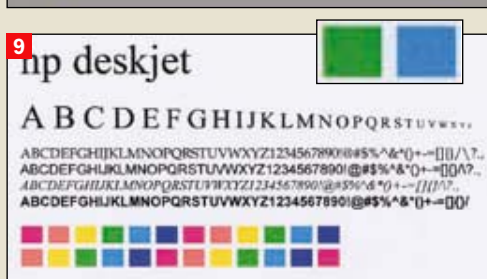 9
hp deskjet
A B C D E F G H I J K L M N O P Q R S T U V W X Y Z
ABCDEFGHIJKLMNOPQRSTUVWXYZ1234567890!@#$%^&*()+-=[]{}/\?.,
ABCDEFGHIJKLMNOPQRSTUVWXYZ1234567890!@#$%^&*()+-=[]{}/\?.,
ABCDEFGHIJKLMNOPQRSTUVWXYZ1234567890!@#$%^&*()+-=[]{}/\?.,
ABCDEFGHIJKLMNOPQRSTUVWXYZ1234567890!@#$%^&*()+-=[]{}/